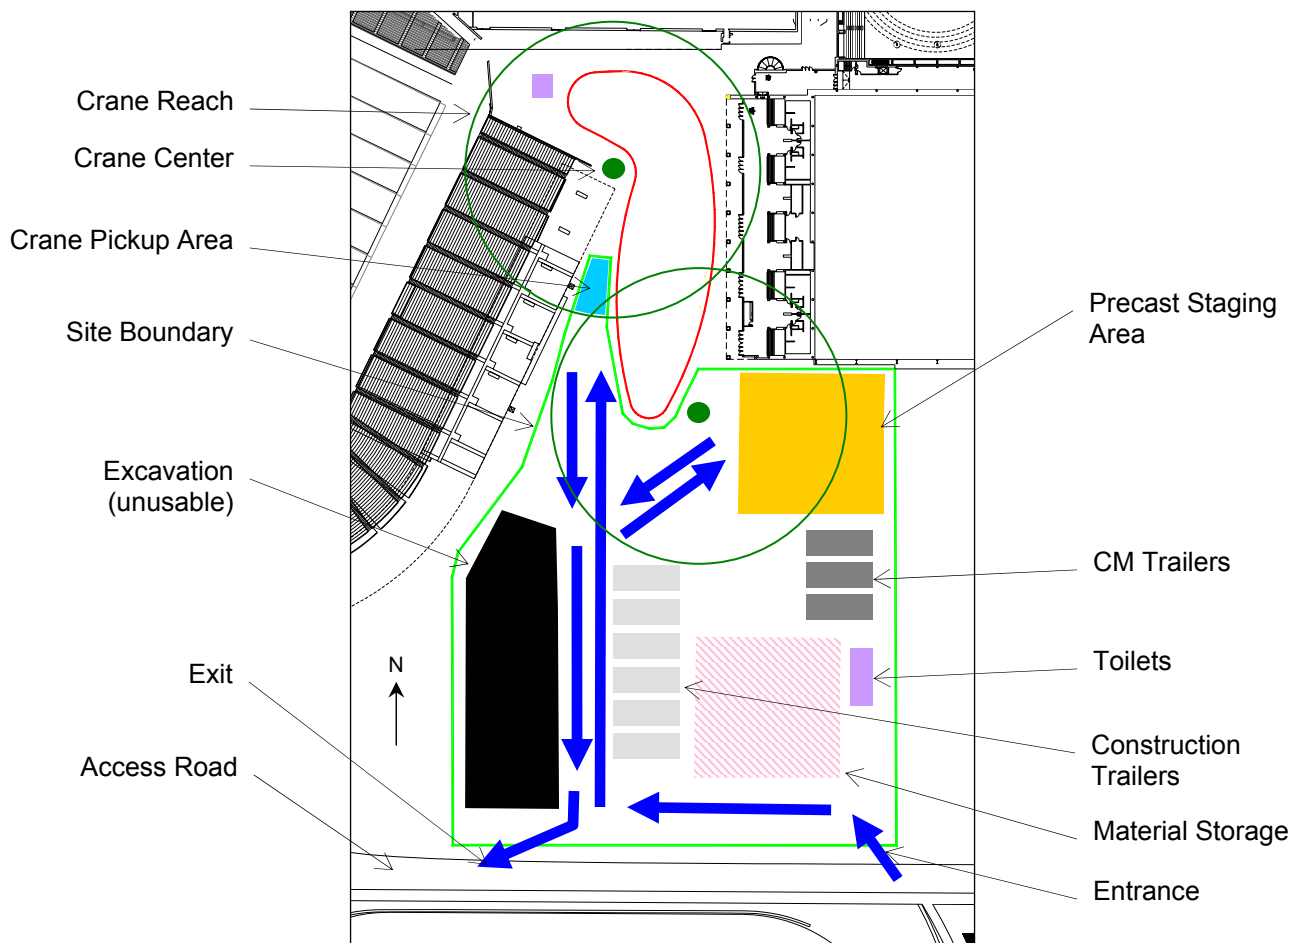 Crane Reach
Crane Center
Crane Pickup Area
Site Boundary
Excavation
(unusable)
N
Exit
Access Road
Precast Staging
Area
CM Trailers
Toilets
Construction
Trailers
Material Storage
Entrance